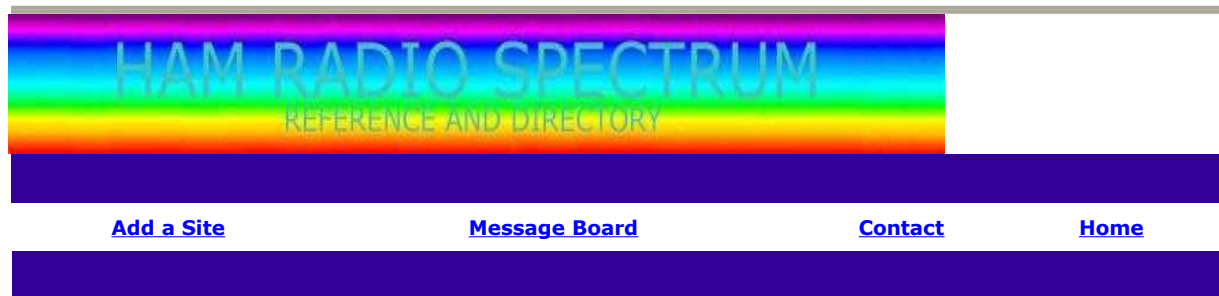 HAM RADIO SPECTRUM
REFERENCE AND DIRECTORY
Add a Site Message Board Contact Home